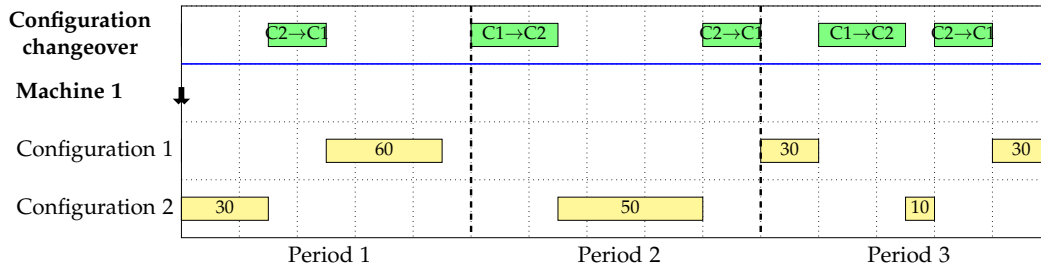 Configuration
changeover
C2→C1
C1→C2
C2→C1
C1→C2
C2→C1
Machine 1
Configuration 1
60
30
30
Configuration 2
30
50
10
Period 1
Period 2
Period 3